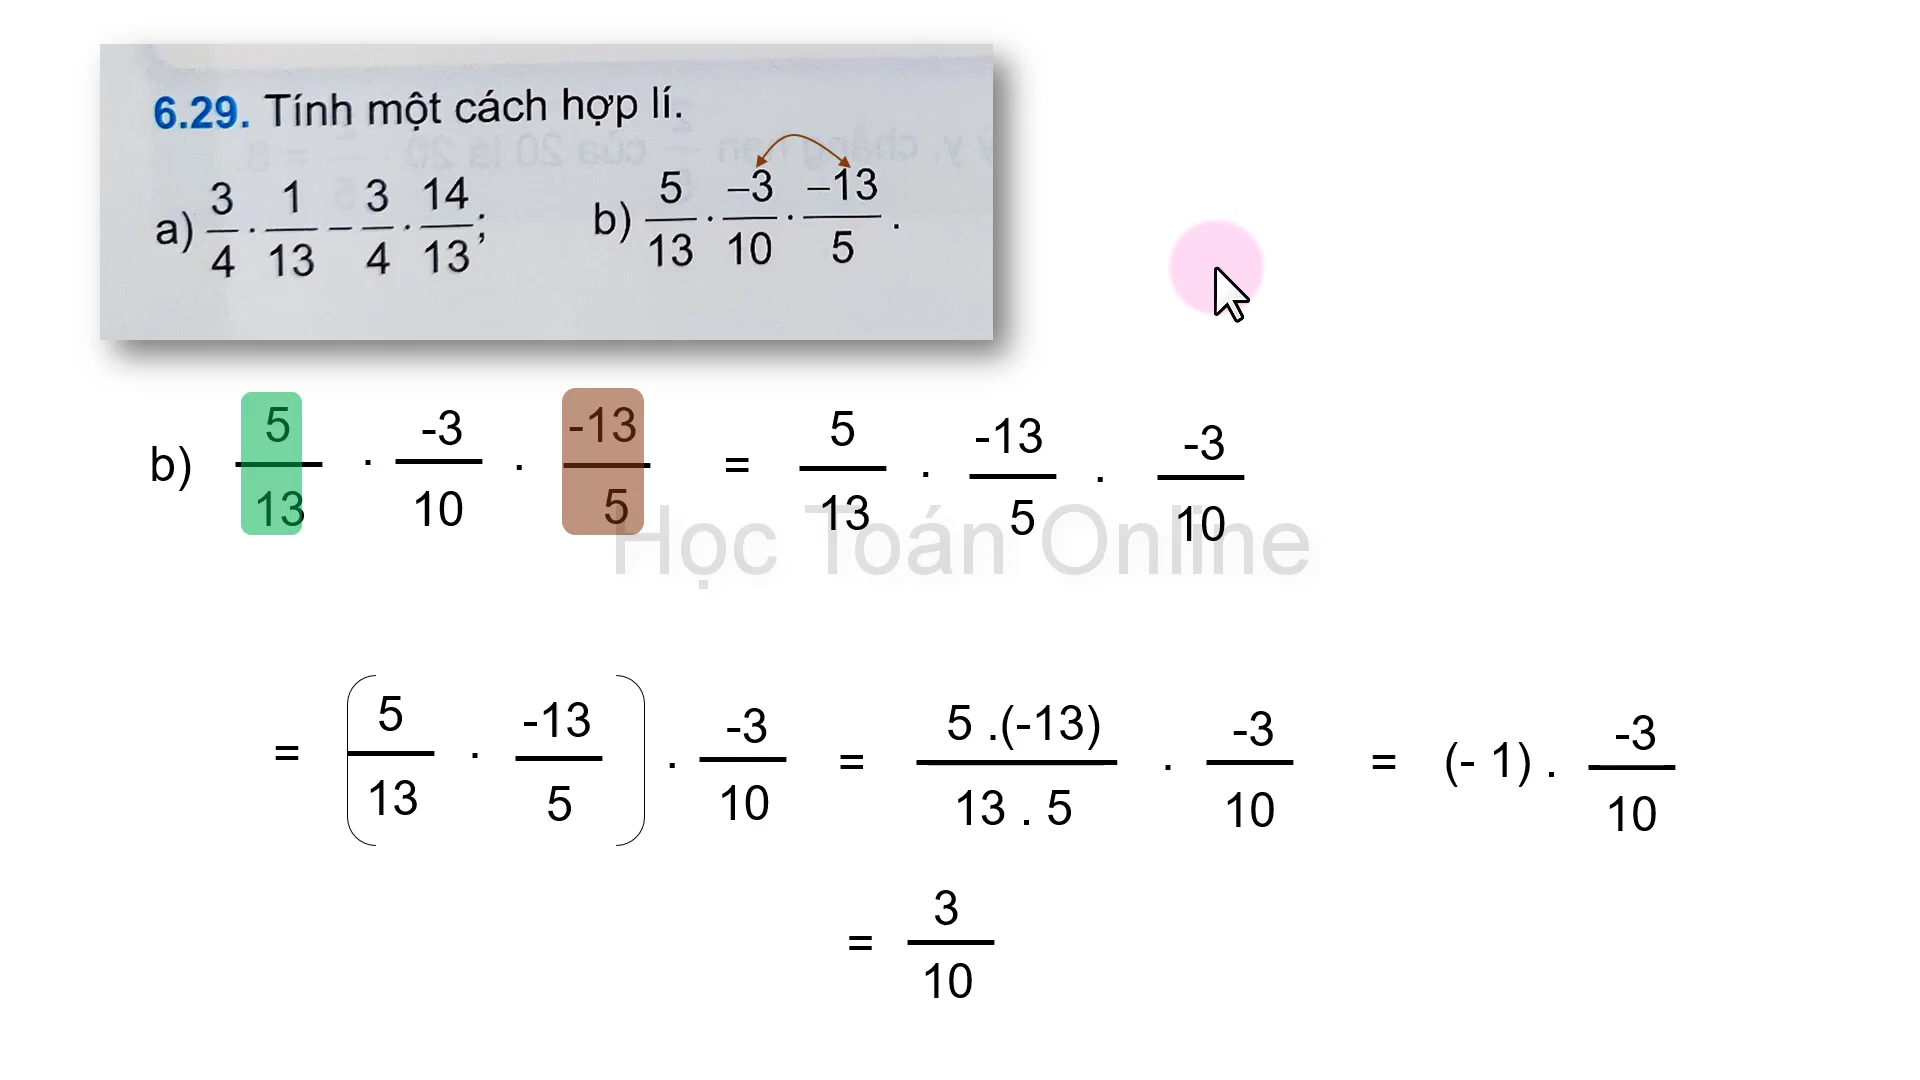 6.29. Tính một cách hợp lí.
a) 3/4 · 1/13 – 3/4 · 14/13; b) 5/13 · –3/10 · –13/5 .
b) 5/13 . -3/10 . -13/5 = 5/13 . -13/5 . -3/10
Học Toán Online
= (5/13 . -13/5) . -3/10 = 5 .(-13)/13 . 5 . -3/10 = (- 1) . -3/10
= 3/10